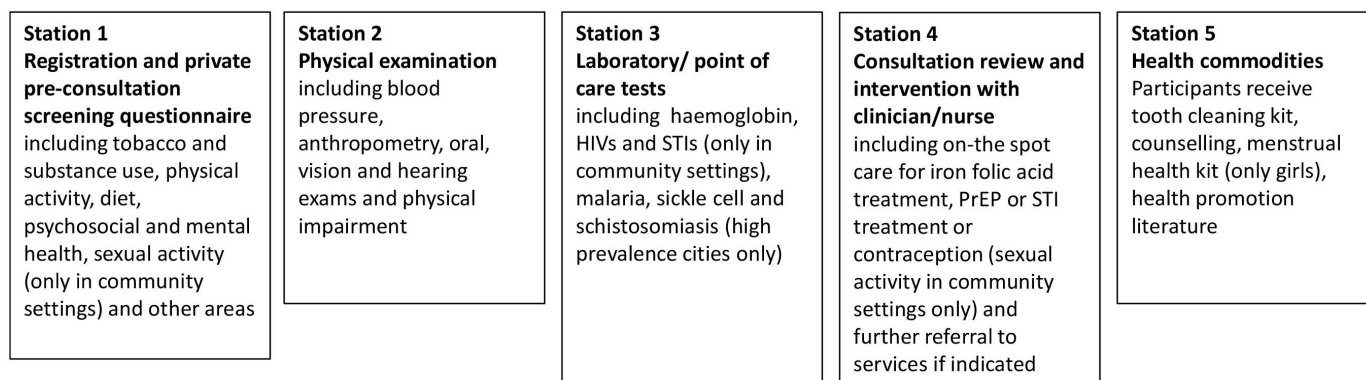 Station 1
Registration and private
pre-consultation
screening questionnaire
including tobacco and
substance use, physical
activity, diet,
psychosocial and mental
health, sexual activity
(only in community
settings) and other areas
Station 2
Physical examination
including blood
pressure,
anthropometry, oral,
vision and hearing
exams and physical
impairment
Station 3
Laboratory/ point of
care tests
including  haemoglobin,
HIVs and STIs (only in
community settings),
malaria, sickle cell and
schistosomiasis (high
prevalence cities only)
Station 4
Consultation review and
intervention with
clinician/nurse
including on-the spot
care for iron folic acid
treatment, PrEP or STI
treatment or
contraception (sexual
activity in community
settings only) and
further referral to
services if indicated
Station 5
Health commodities
Participants receive
tooth cleaning kit,
counselling, menstrual
health kit (only girls),
health promotion
literature